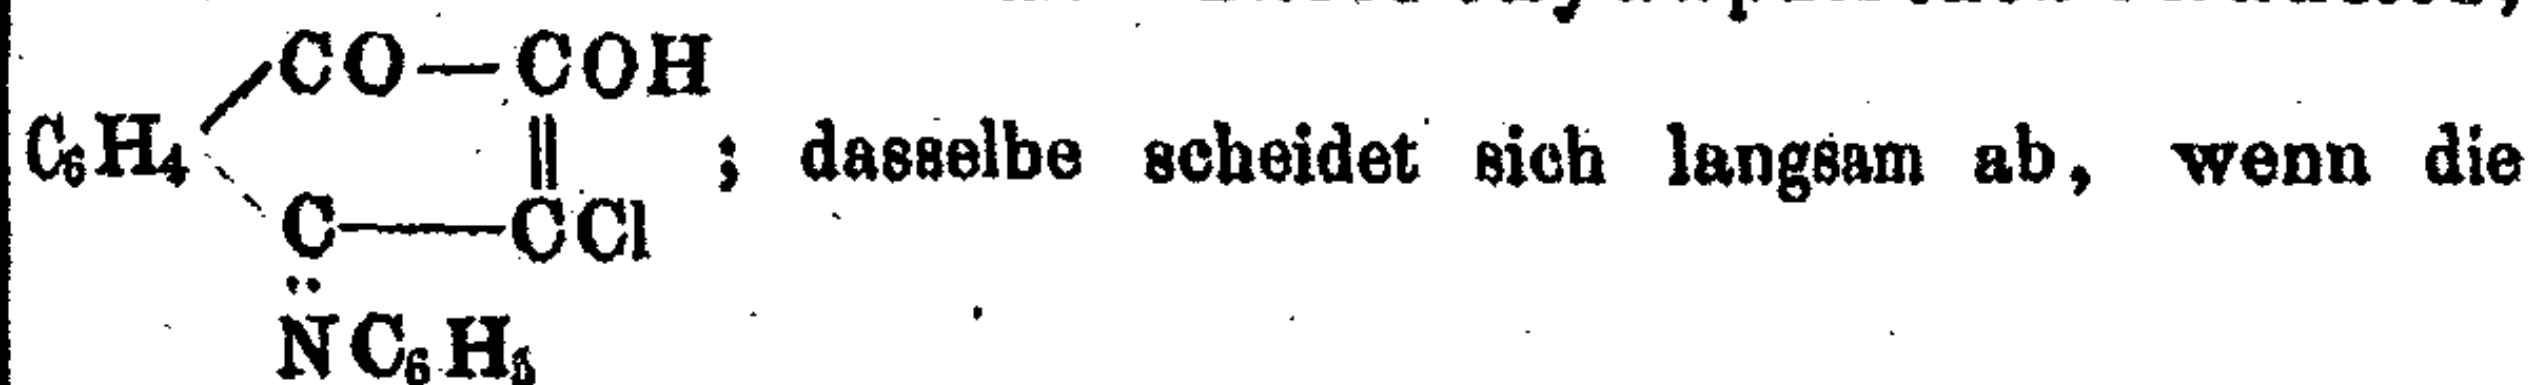 CO—COH
C₆H₄ ; dasselbe scheidet sich langsam ab, wenn die
C—CCl
NC₆H₅